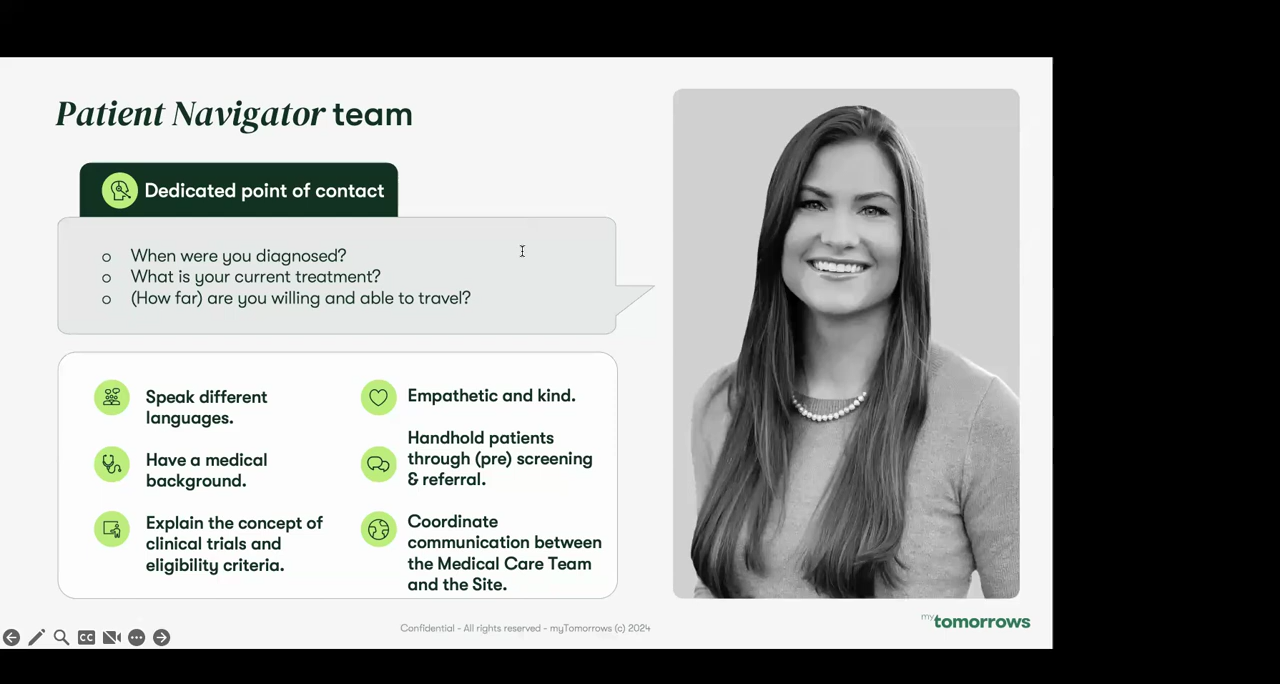 Patient Navigator team
Dedicated point of contact
o When were you diagnosed?
o What is your current treatment?
o (How far) are you willing and able to travel?
Speak different
languages.
Have a medical
background.
Explain the concept of
clinical trials and
eligibility criteria.
Empathetic and kind.
Handhold patients
through (pre) screening
& referral.
Coordinate
communication between
the Medical Care Team
and the Site.
Confidential - All rights reserved - myTomorrows (c) 2024
my tomorrows
CC